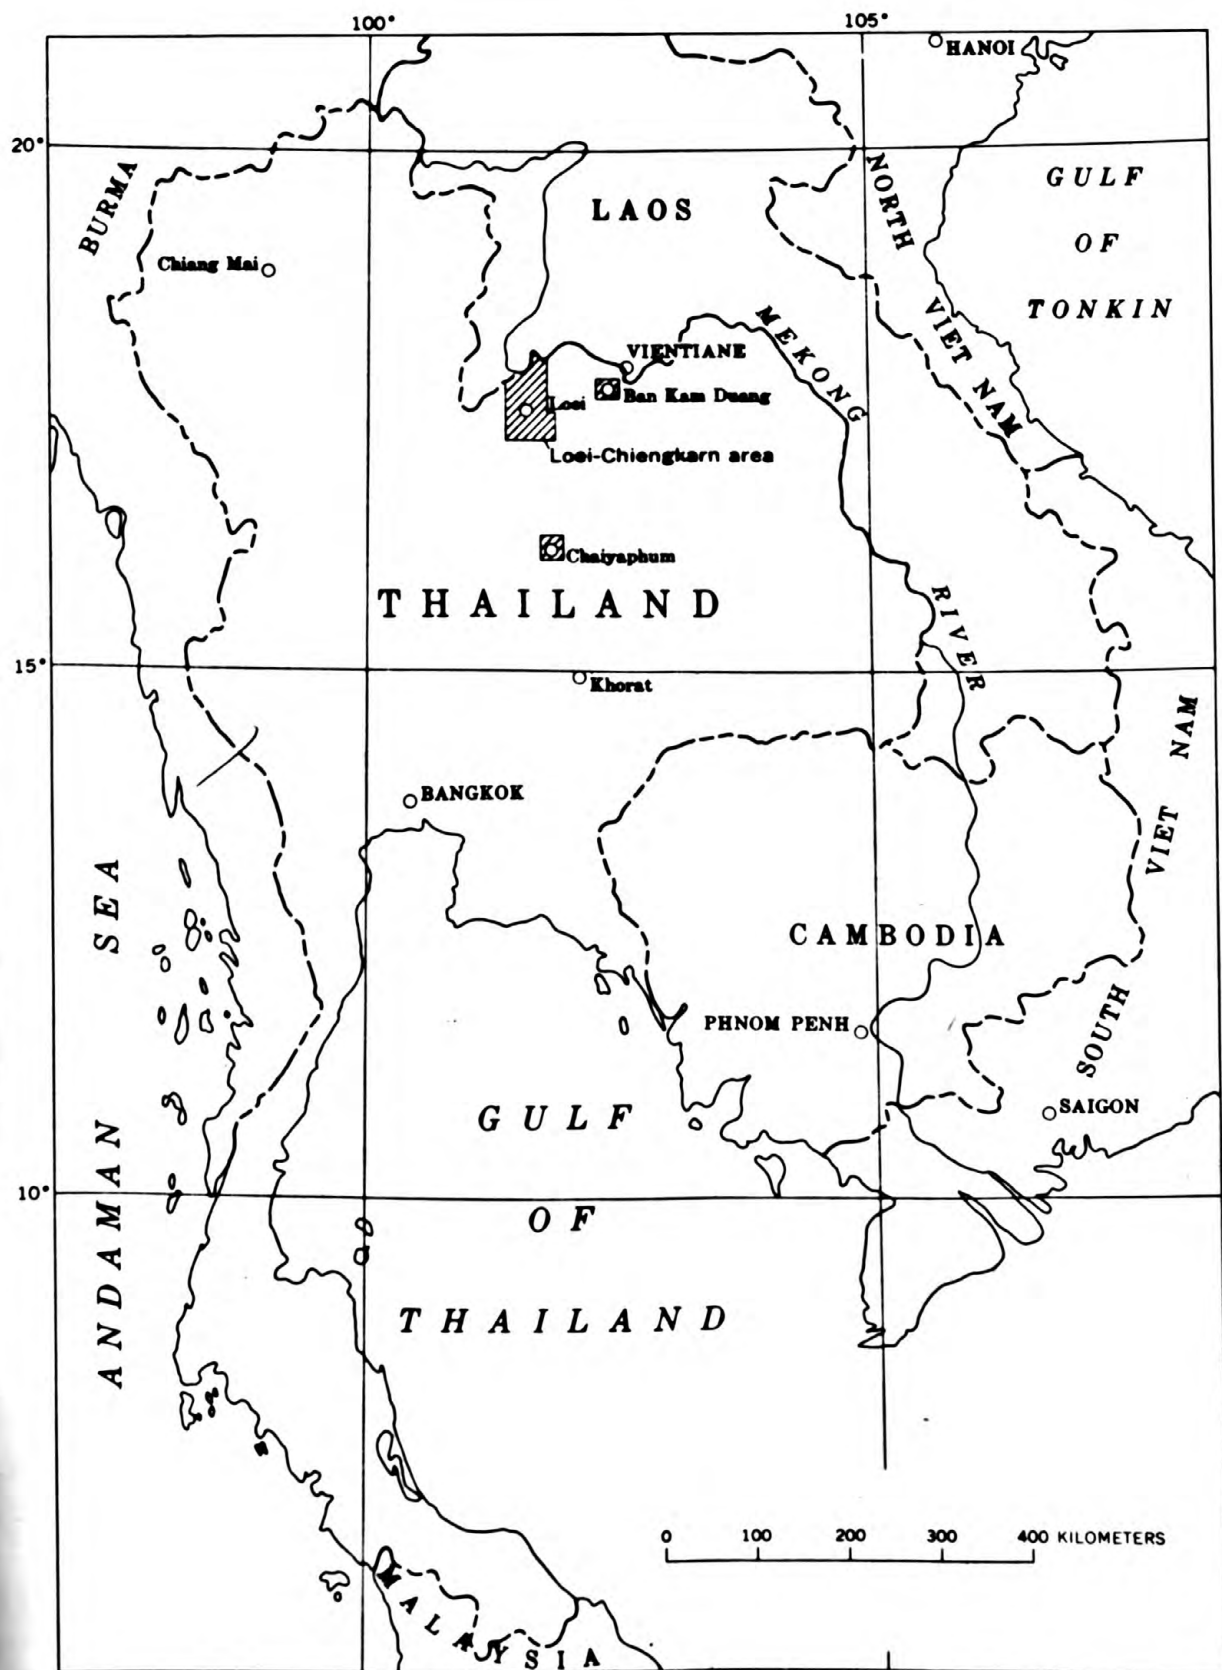 100°
105°
HANOI
20°
BURMA
NORTH
VIET NAM
GULF
OF
TONKIN
LAOS
Chiang Mai
MEKONG
RIVER
VIENTIANE
Ban Kam Duang
Loei
Loei-Chiengkarn area
Chaiyaphum
THAILAND
15°
Khorat
SOUTH
VIET NAM
BANGKOK
ANDAMAN SEA
CAMBODIA
PHNOM PENH
SAIGON
10°
GULF
OF
THAILAND
0 100 200 300 400 KILOMETERS
MALAYSIA